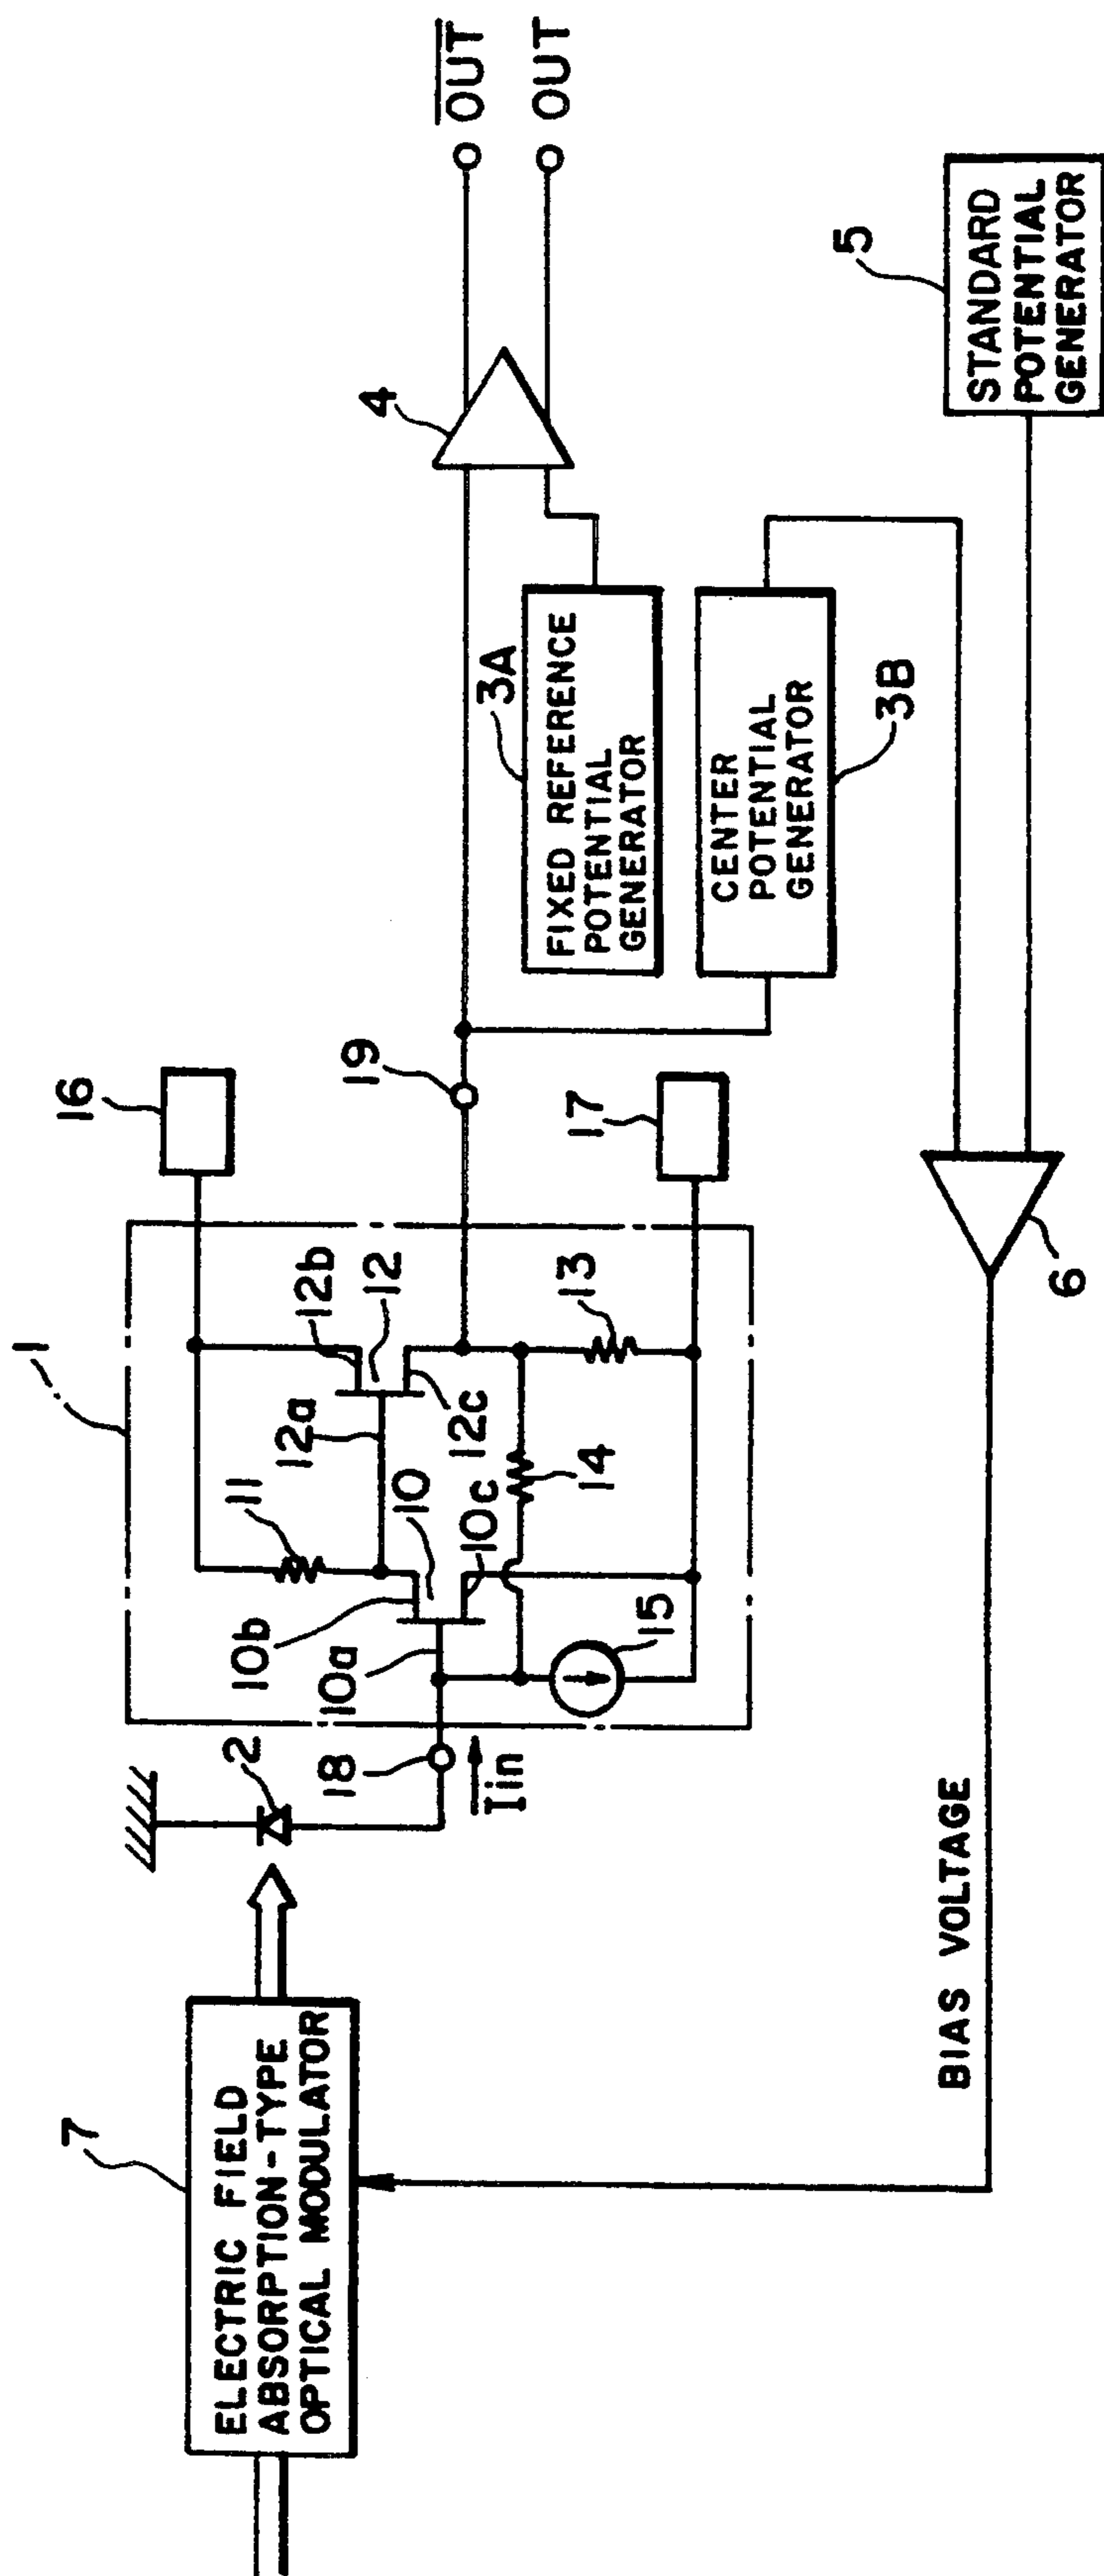 7
ELECTRIC FIELD
ABSORPTION-TYPE
OPTICAL MODULATOR
2
18
Iin
1
11
10b
10a
10
10c
12a
12b
12
12c
14
13
15
16
17
19
3A
FIXED REFERENCE
POTENTIAL
GENERATOR
CENTER
POTENTIAL
GENERATOR
3B
4
OUT
OUT
5
STANDARD
POTENTIAL
GENERATOR
6
BIAS VOLTAGE